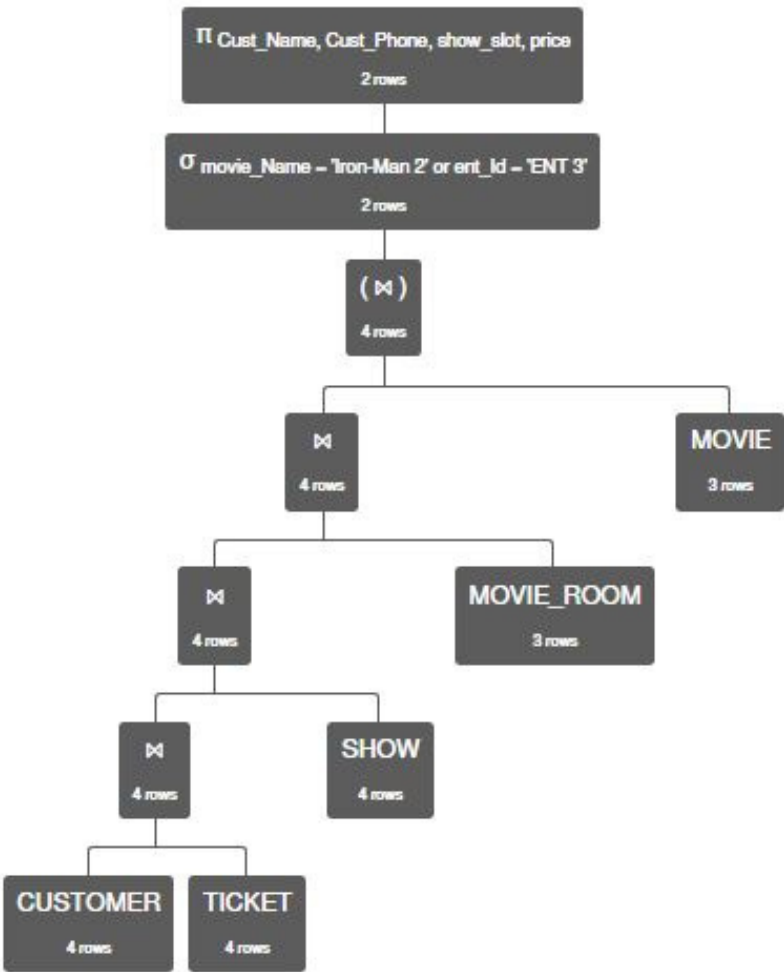 π Cust_Name, Cust_Phone, show_slot, price
2 rows
σ movie_Name = 'Iron-Man 2' or ent_Id = 'ENT 3'
2 rows
( ⋈ )
4 rows
⋈
4 rows
MOVIE
3 rows
⋈
4 rows
MOVIE_ROOM
3 rows
⋈
4 rows
SHOW
4 rows
CUSTOMER
4 rows
TICKET
4 rows